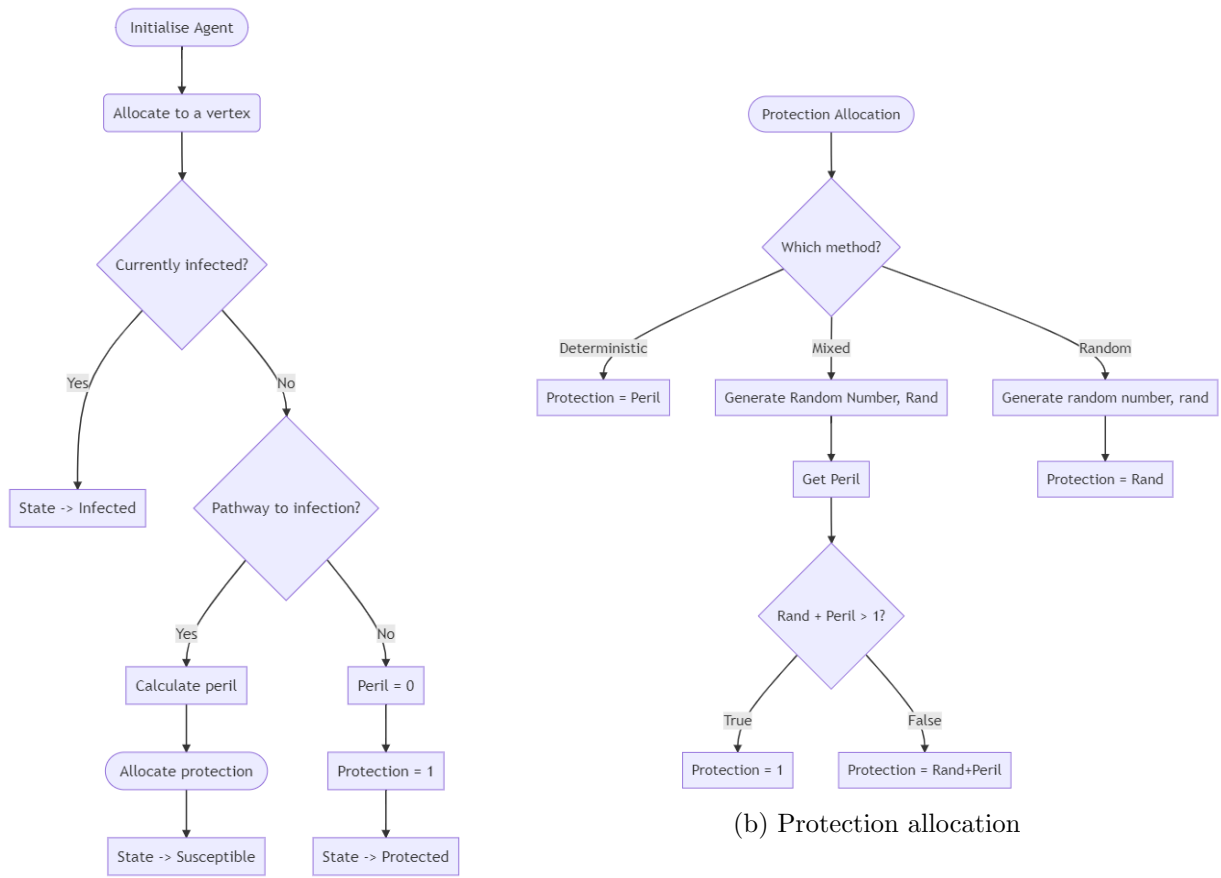 Initialise Agent
Allocate to a vertex
Currently infected?
Yes
No
State -> Infected
Pathway to infection?
Yes
No
Calculate peril
Peril = 0
Allocate protection
Protection = 1
State -> Susceptible
State -> Protected
Protection Allocation
Which method?
Deterministic
Mixed
Random
Protection = Peril
Generate Random Number, Rand
Generate random number, rand
Get Peril
Protection = Rand
Rand + Peril > 1?
True
False
Protection = 1
Protection = Rand+Peril
(b) Protection allocation